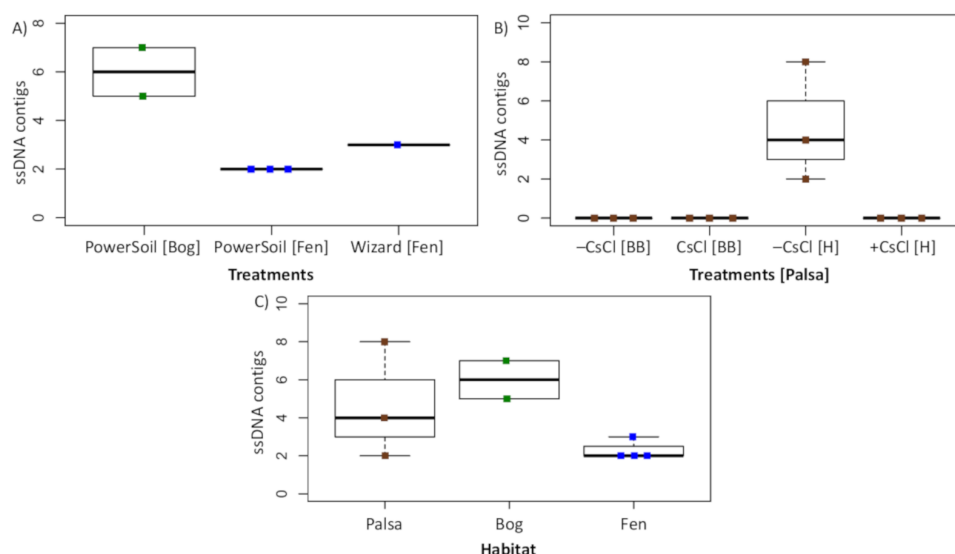 A)
8
6
4
2
0
ssDNA contigs
PowerSoil [Bog] PowerSoil [Fen] Wizard [Fen]
Treatments
B)
10
8
6
4
2
0
ssDNA contigs
–CsCl [BB] CsCl [BB] –CsCl [H] +CsCl [H]
Treatments [Palsa]
C)
10
8
6
4
2
0
ssDNA contigs
Palsa Bog Fen
Habitat